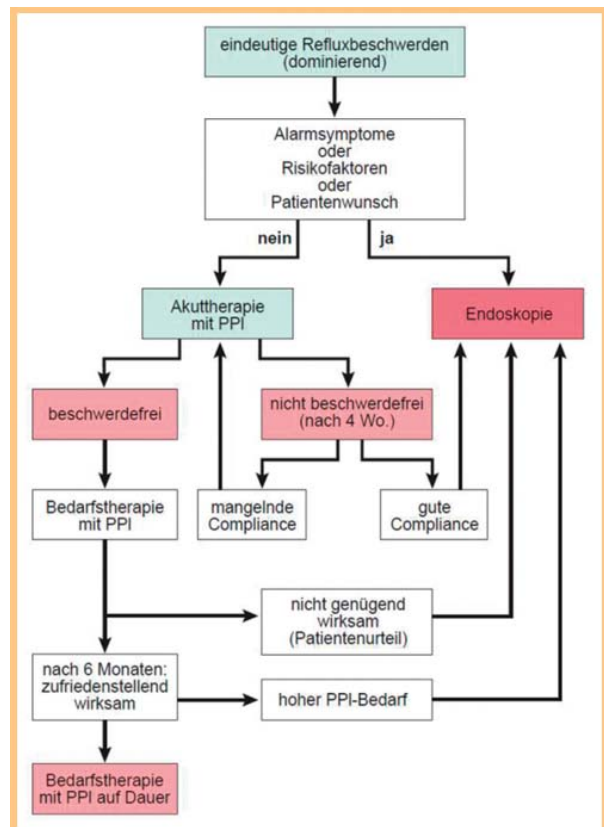 eindeutige Refluxbeschwerden
(dominierend)
Alarmsymptome
oder
Risikofaktoren
oder
Patientenwunsch
nein
ja
Akuttherapie
mit PPI
Endoskopie
beschwerdefrei
nicht beschwerdefrei
(nach 4 Wo.)
Bedarfstherapie
mit PPI
mangelnde
Compliance
gute
Compliance
nicht genügend
wirksam
(Patientenurteil)
nach 6 Monaten:
zufriedenstellend
wirksam
hoher PPI-Bedarf
Bedarfstherapie
mit PPI auf Dauer